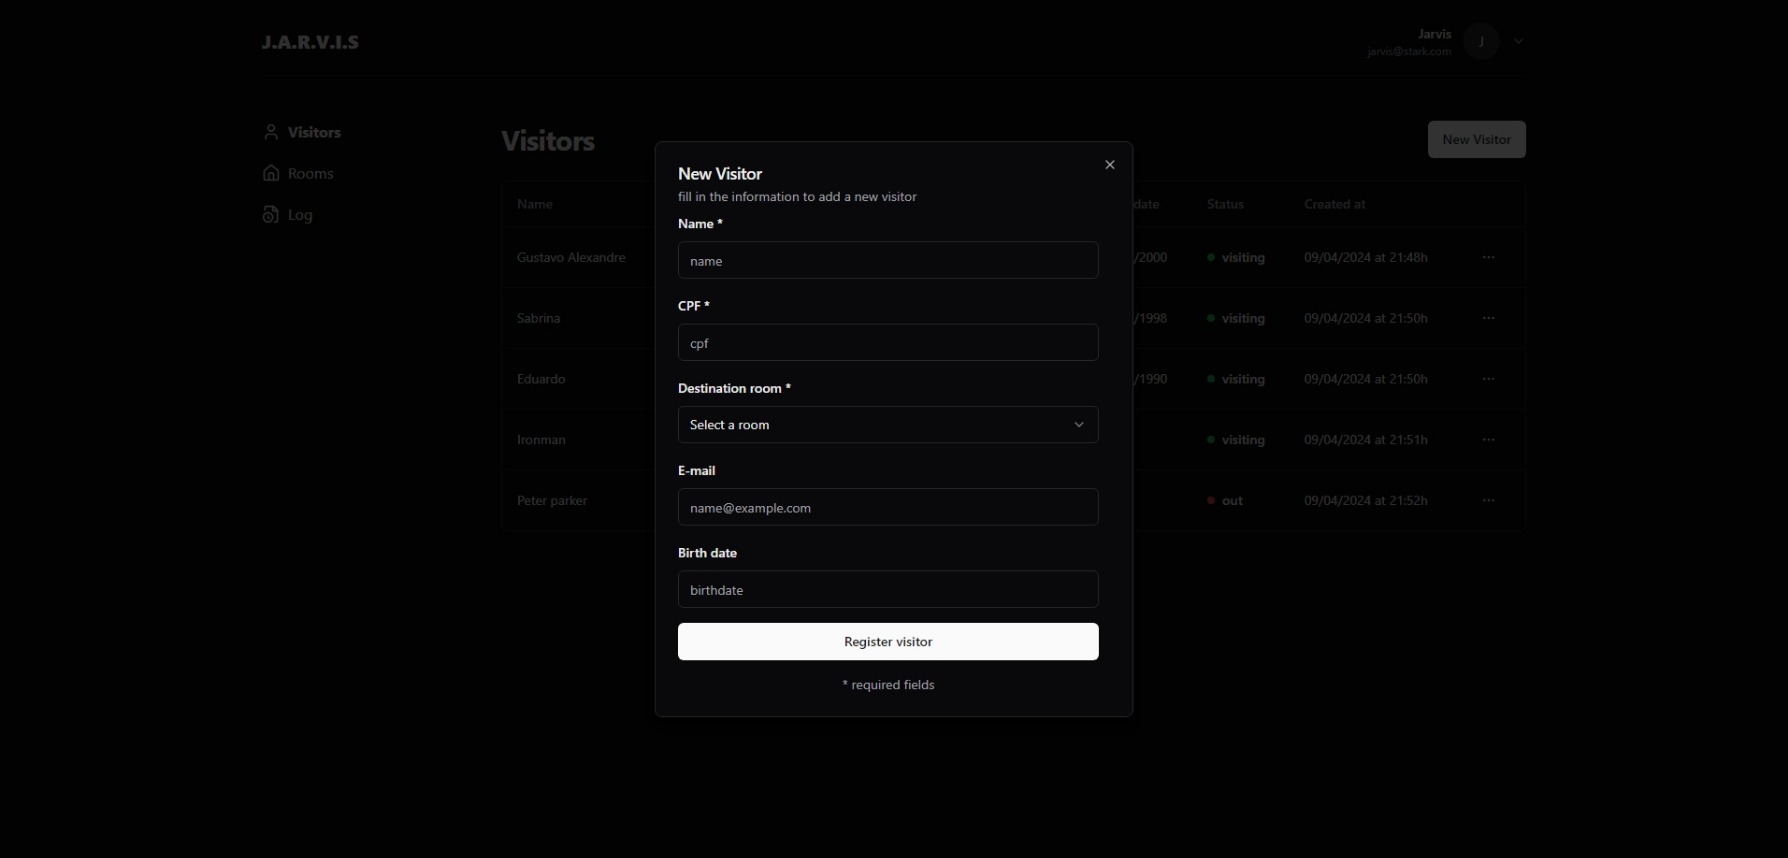 J.A.R.V.I.S
Jarvis
jarvis@stark.com
J
Visitors
Rooms
Log
Visitors
New Visitor
Name
date
Status
Created at
Gustavo Alexandre
/2000
visiting
09/04/2024 at 21:48h
Sabrina
/1998
visiting
09/04/2024 at 21:50h
Eduardo
/1990
visiting
09/04/2024 at 21:50h
Ironman
visiting
09/04/2024 at 21:51h
Peter parker
out
09/04/2024 at 21:52h
New Visitor
fill in the information to add a new visitor
Name *
name
CPF *
cpf
Destination room *
Select a room
E-mail
name@example.com
Birth date
birthdate
Register visitor
* required fields